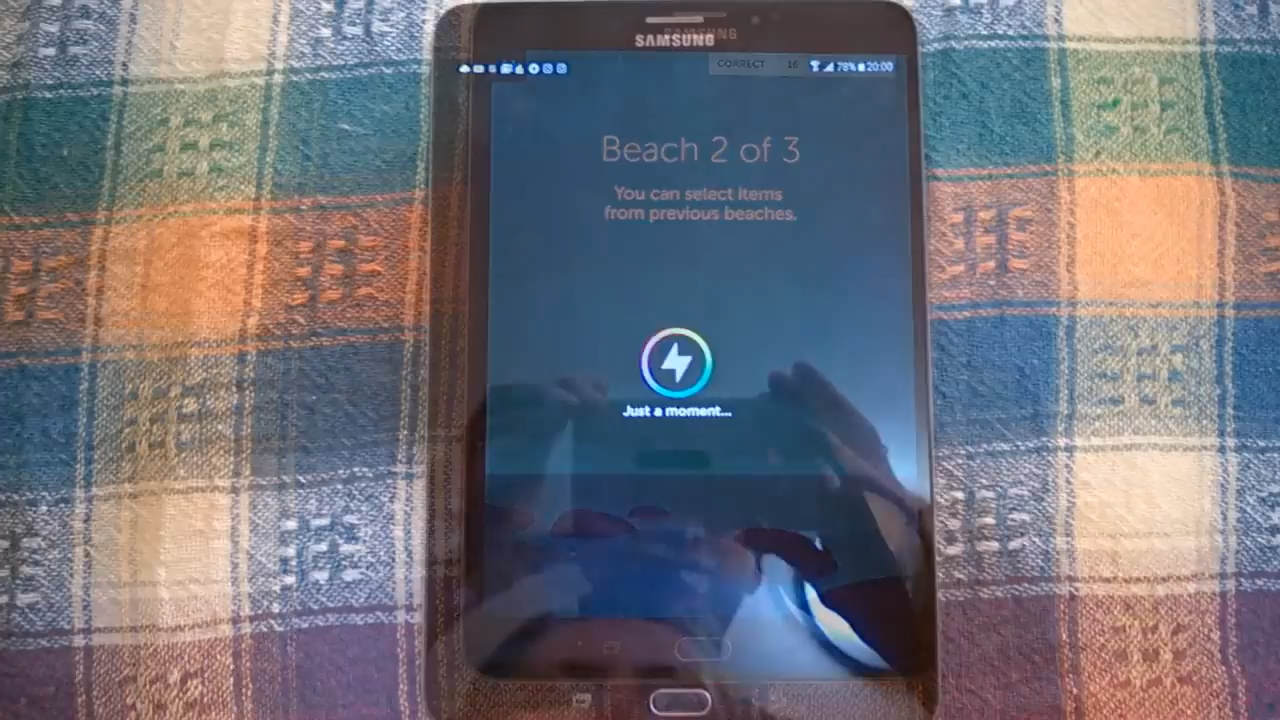 SAMSUNG
SAMSUNG
CORRECT 16 78% 20:00
Beach 2 of 3
You can select items
from previous beaches.
Just a moment...